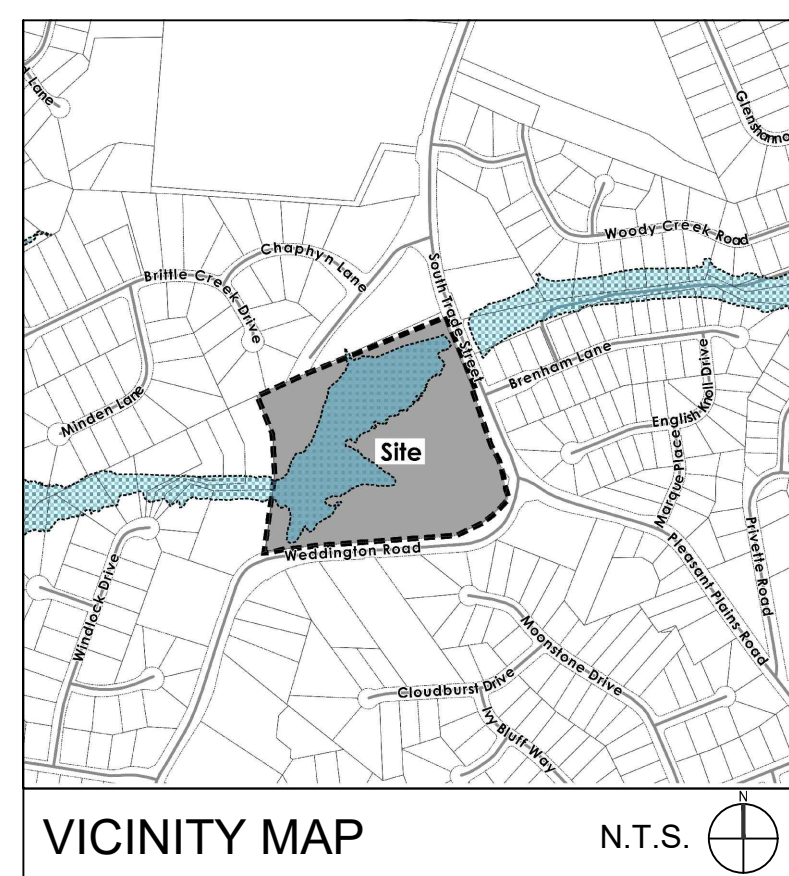 Lane
Glenshanno
Woody Creek Road
Chaphyn Lane
South Trade Street
Brittle Creek Drive
Brenham Lane
English Knoll Drive
Minden Lane
Site
Marque Place
Privette Road
Weddington Road
Pleasant Plains Road
Windlock Drive
Moonstone Drive
Cloudburst Drive
Ivy Bluff Way
N
VICINITY MAP
N.T.S.